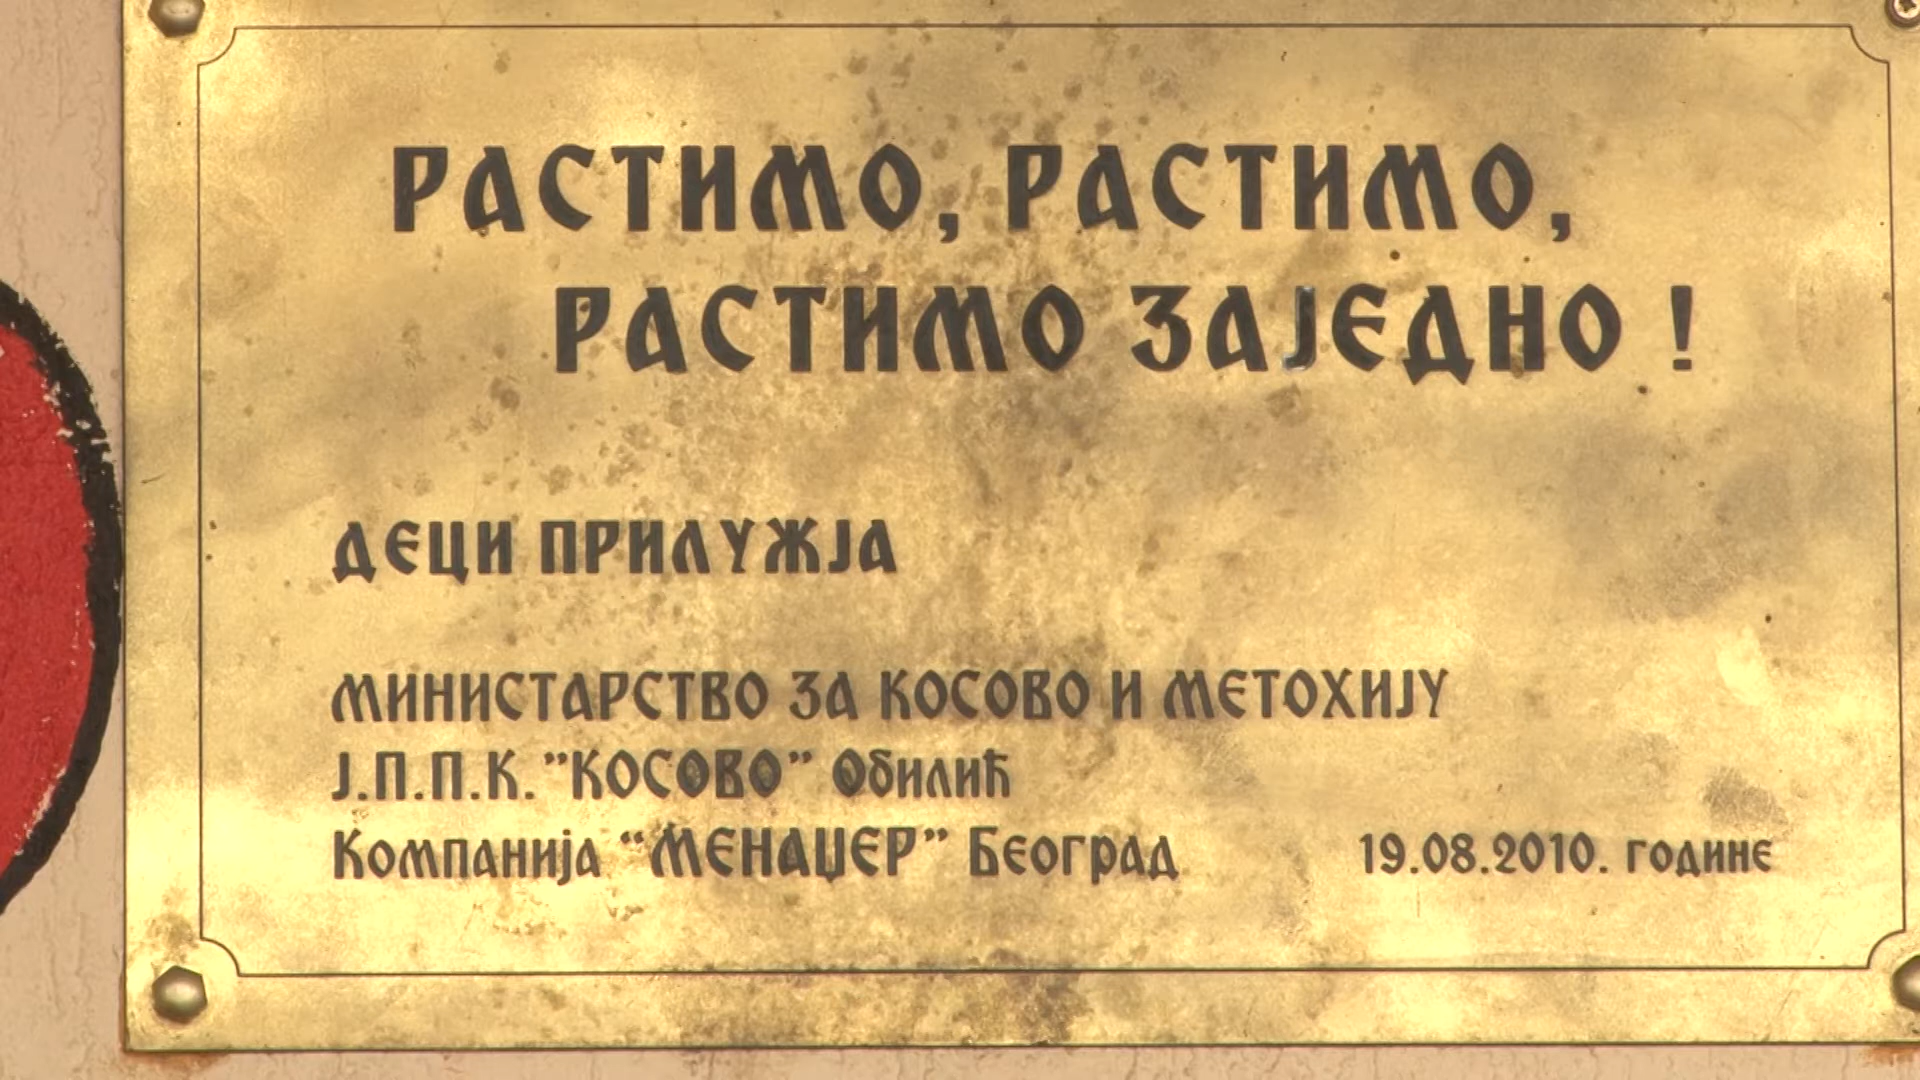 РАСТИМО, РАСТИМО,
РАСТИМО ЗАЈЕДНО !
ДЕЦИ ПРИЛУЖЈА
МИНИСТАРСТВО ЗА КОСОВО И МЕТОХИЈУ
Ј.П.П.К. "КОСОВО" Обилић
Компанија "МЕНАЏЕР" Београд 19.08.2010. године